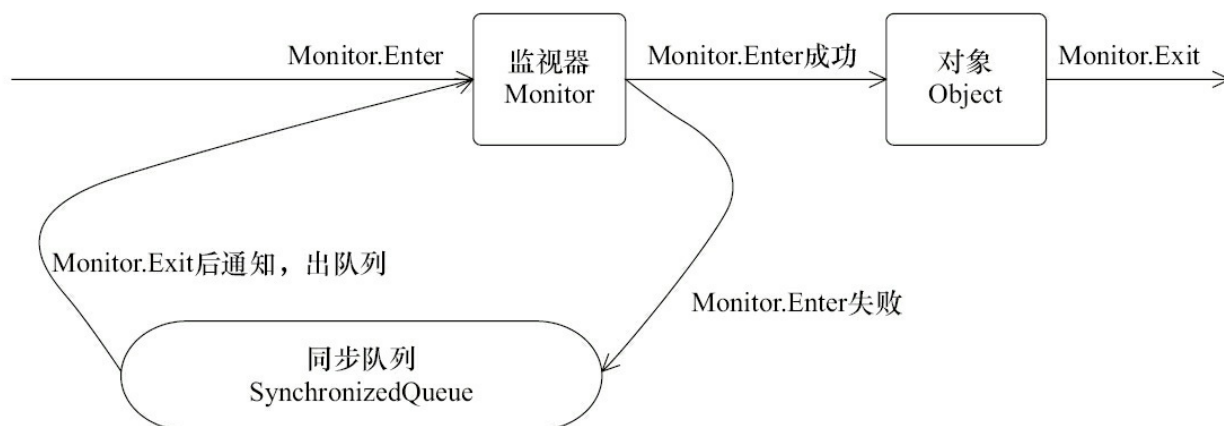 Monitor.Enter
监视器
Monitor
Monitor.Enter成功
对象
Object
Monitor.Exit
Monitor.Exit后通知，出队列
Monitor.Enter失败
同步队列
SynchronizedQueue